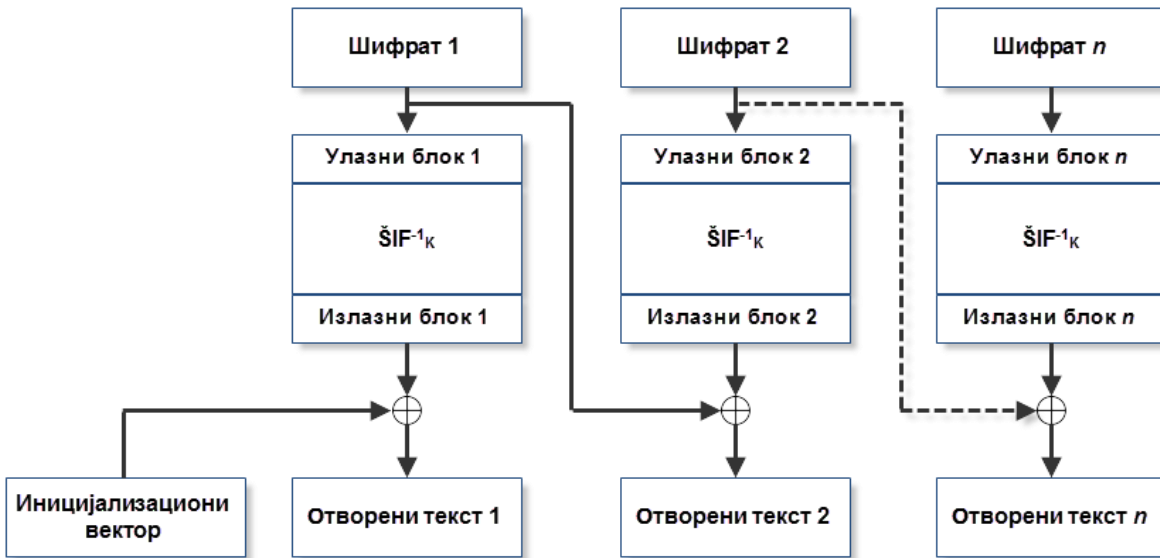 Шифрат 1
Шифрат 2
Шифрат n
Улазни блок 1
Улазни блок 2
Улазни блок n
ŠIF⁻¹ₖ
ŠIF⁻¹ₖ
ŠIF⁻¹ₖ
Излазни блок 1
Излазни блок 2
Излазни блок n
Иницијализациони
вектор
Отворени текст 1
Отворени текст 2
Отворени текст n